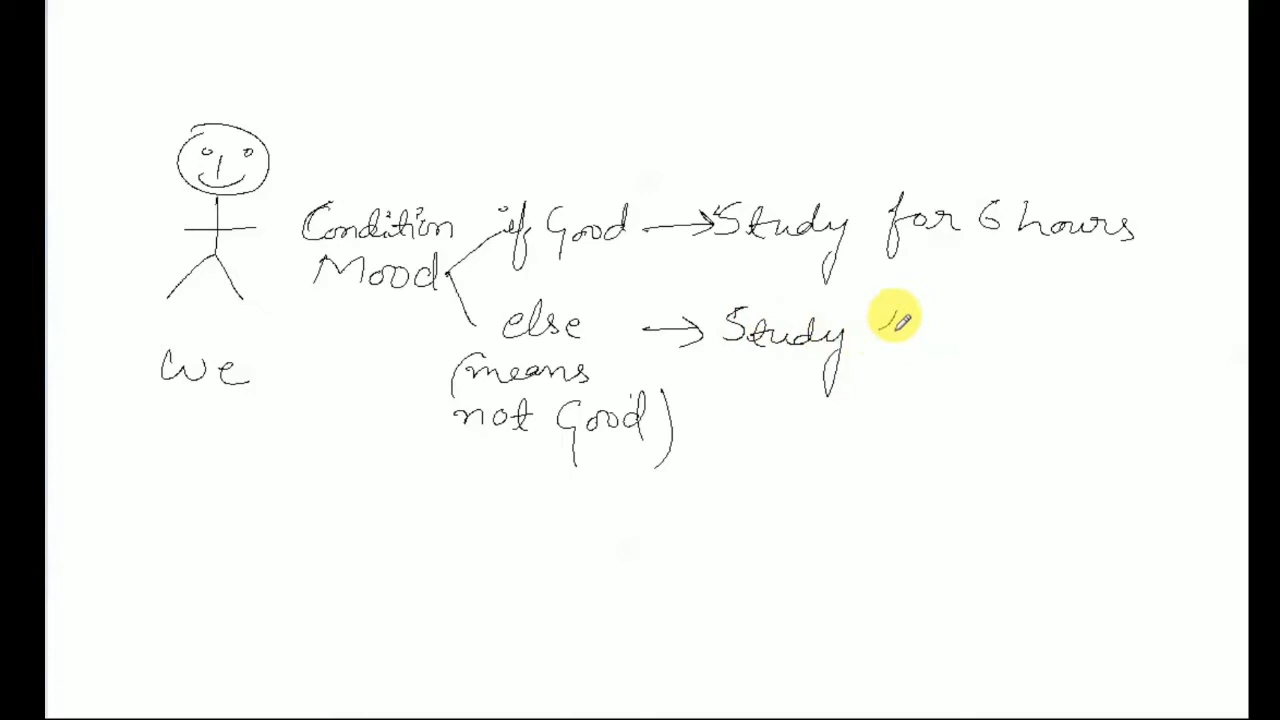 Condition if Good → Study for 6 hours
Mood
else → Study
(means
not Good)
We